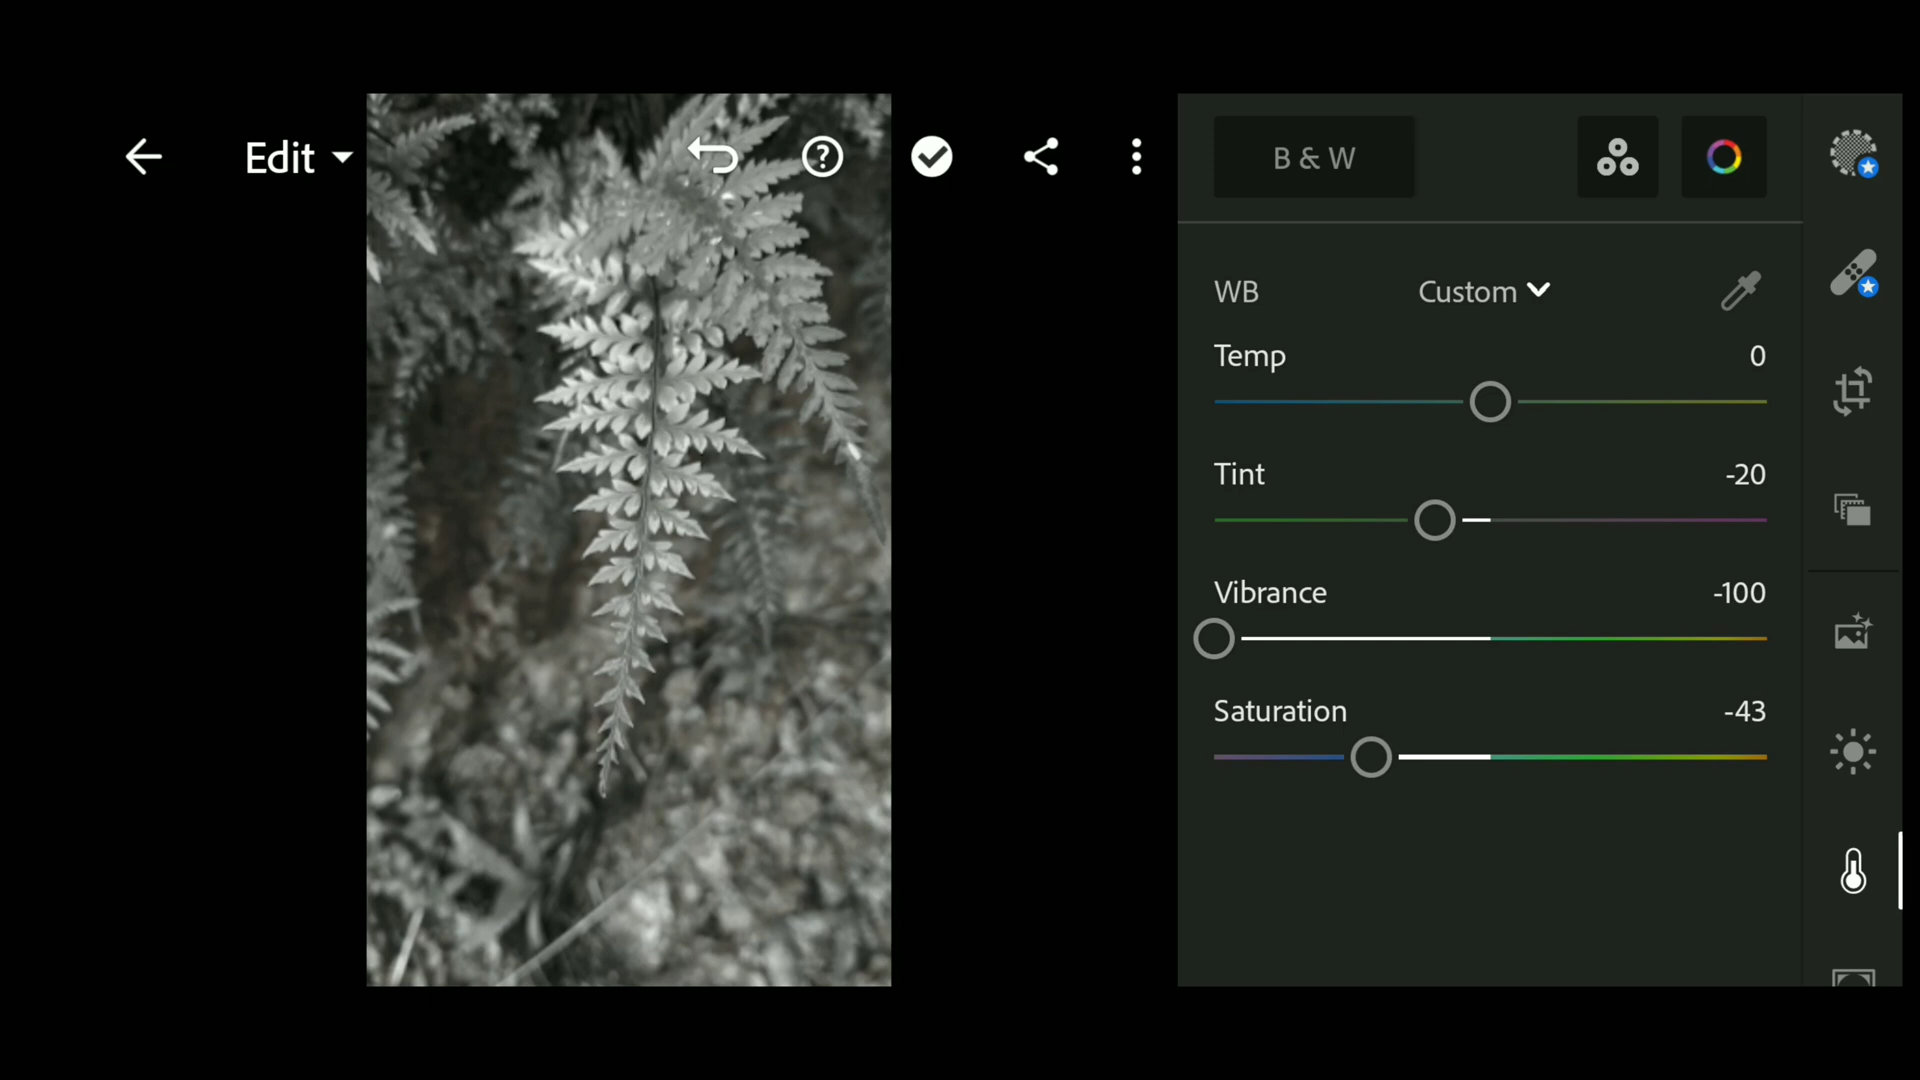 Edit
B & W
WB Custom
Temp 0
Tint -20
Vibrance -100
Saturation -43